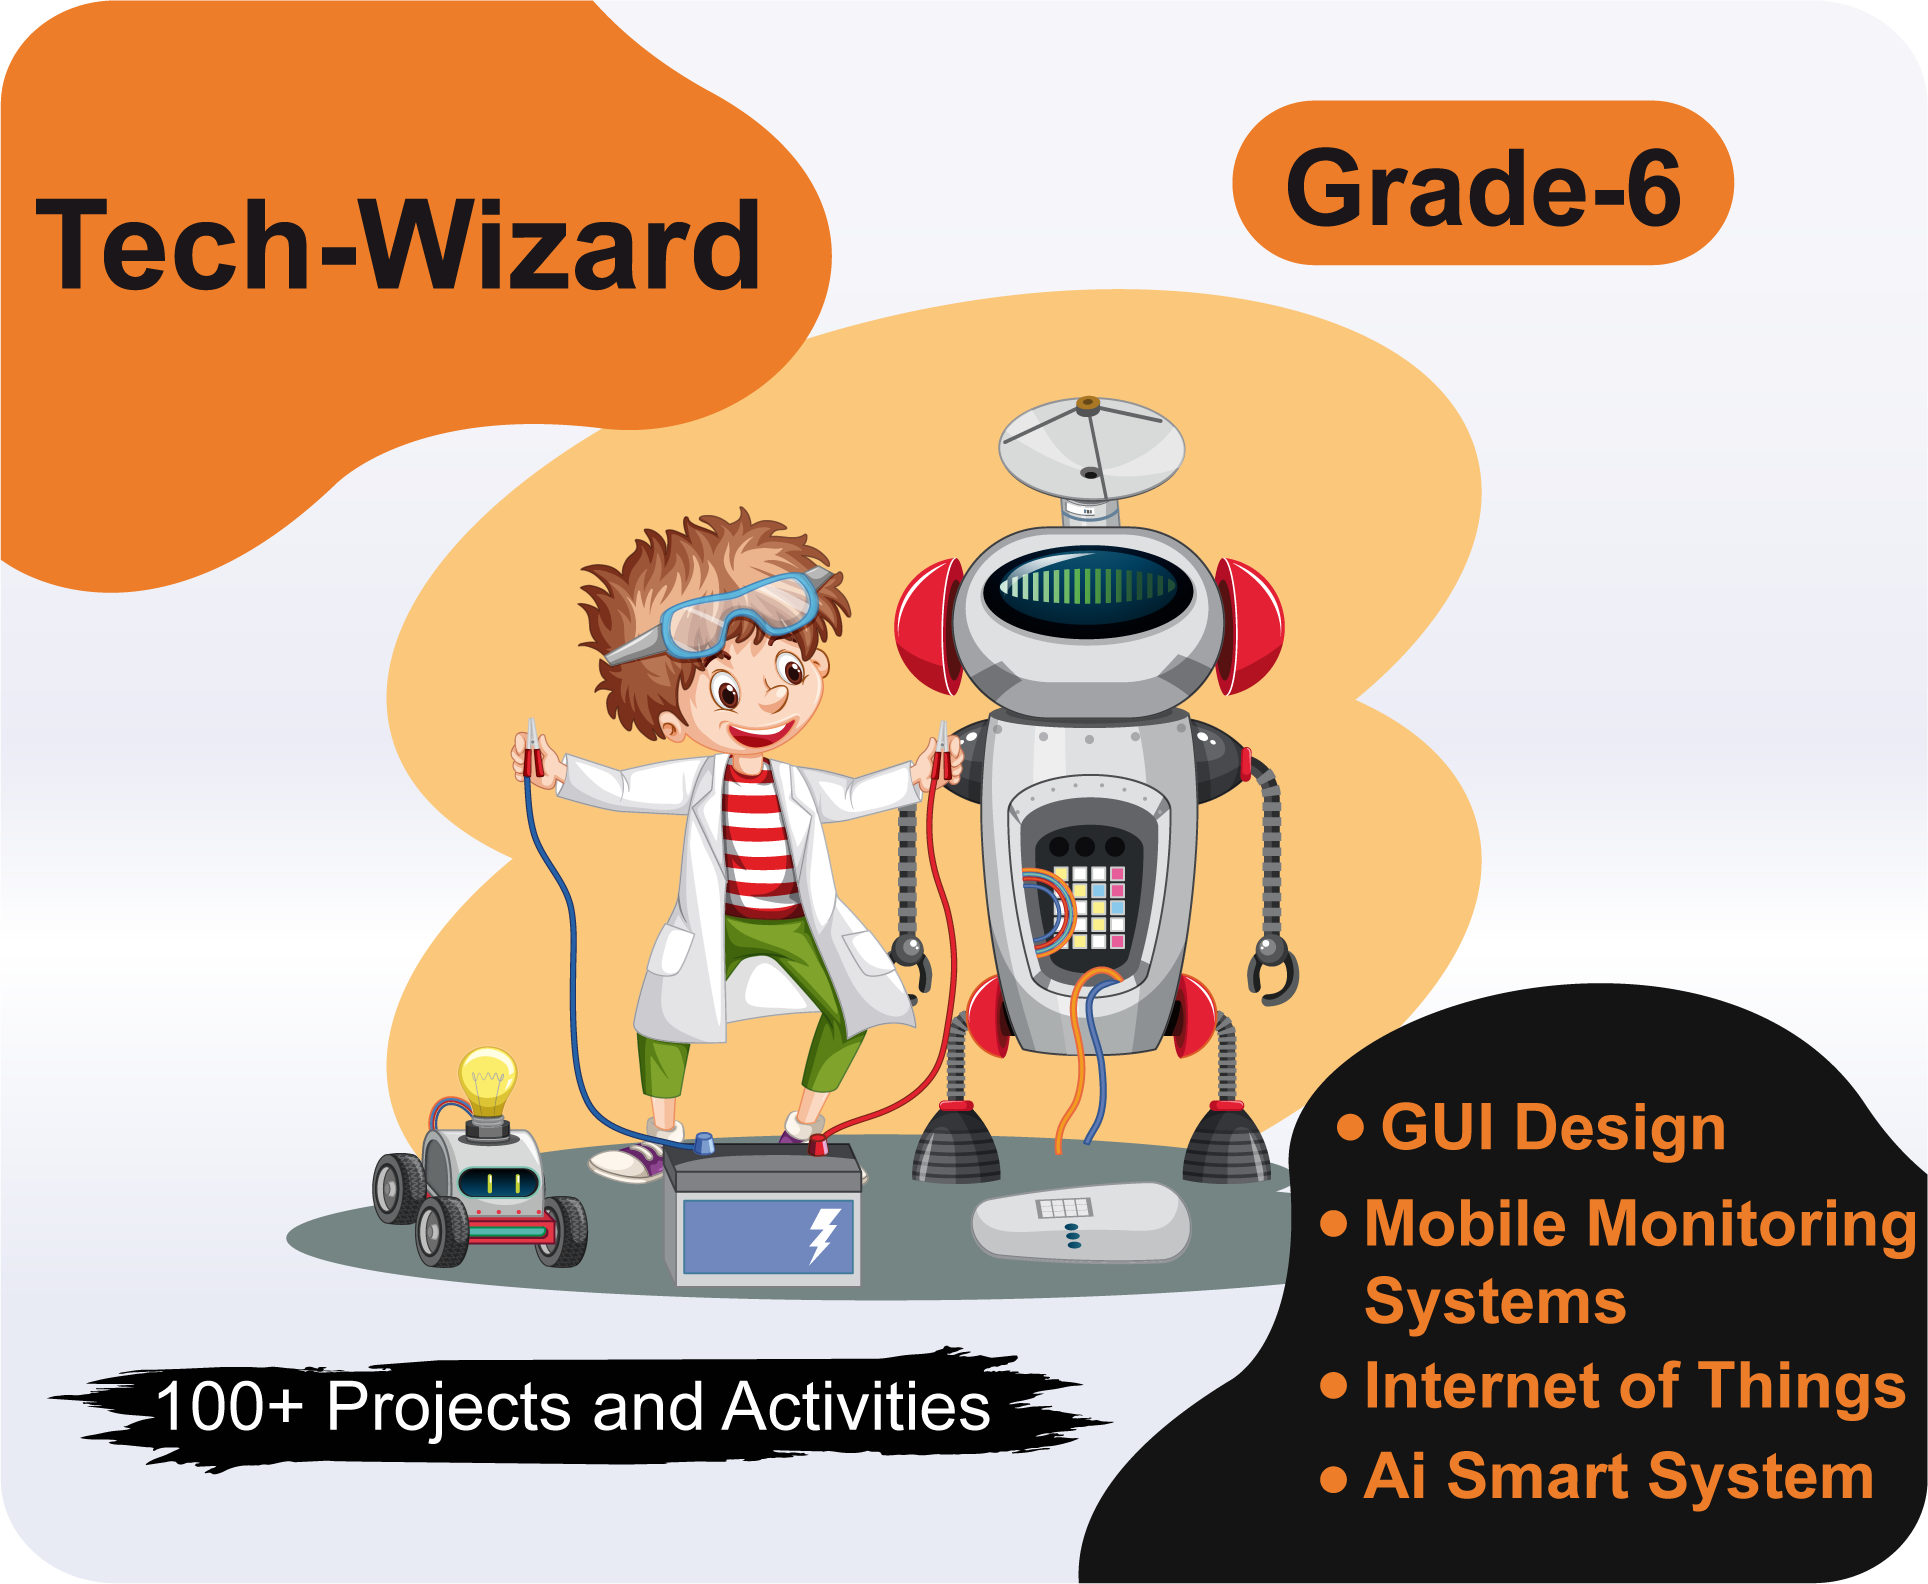 Tech-Wizard
Grade-6
• GUI Design
• Mobile Monitoring
Systems
• Internet of Things
• Ai Smart System
100+ Projects and Activities